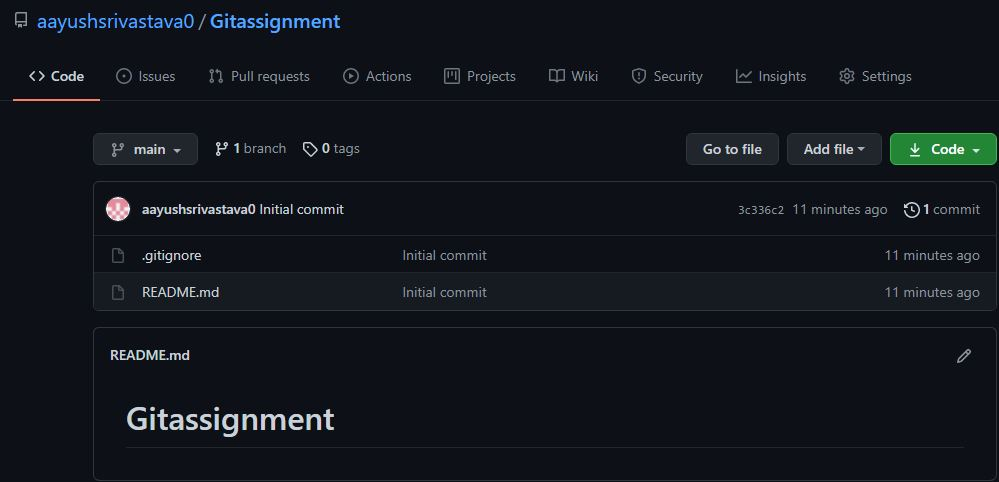 aayushsrivastava0 / Gitassignment
Code Issues Pull requests Actions Projects Wiki Security Insights Settings
main 1 branch 0 tags Go to file Add file Code
aayushsrivastava0 Initial commit 3c336c2 11 minutes ago 1 commit
.gitignore Initial commit 11 minutes ago
README.md Initial commit 11 minutes ago
README.md
Gitassignment